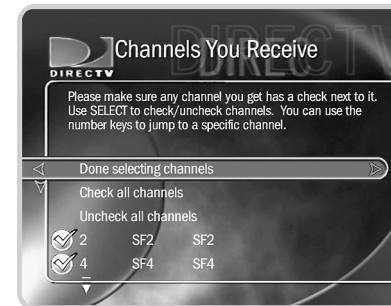 DIRECTV
Channels You Receive
DIRECTV
Please make sure any channel you get has a check next to it.
Use SELECT to check/uncheck channels. You can use the
number keys to jump to a specific channel.
Done selecting channels
Check all channels
Uncheck all channels
2 SF2 SF2
4 SF4 SF4